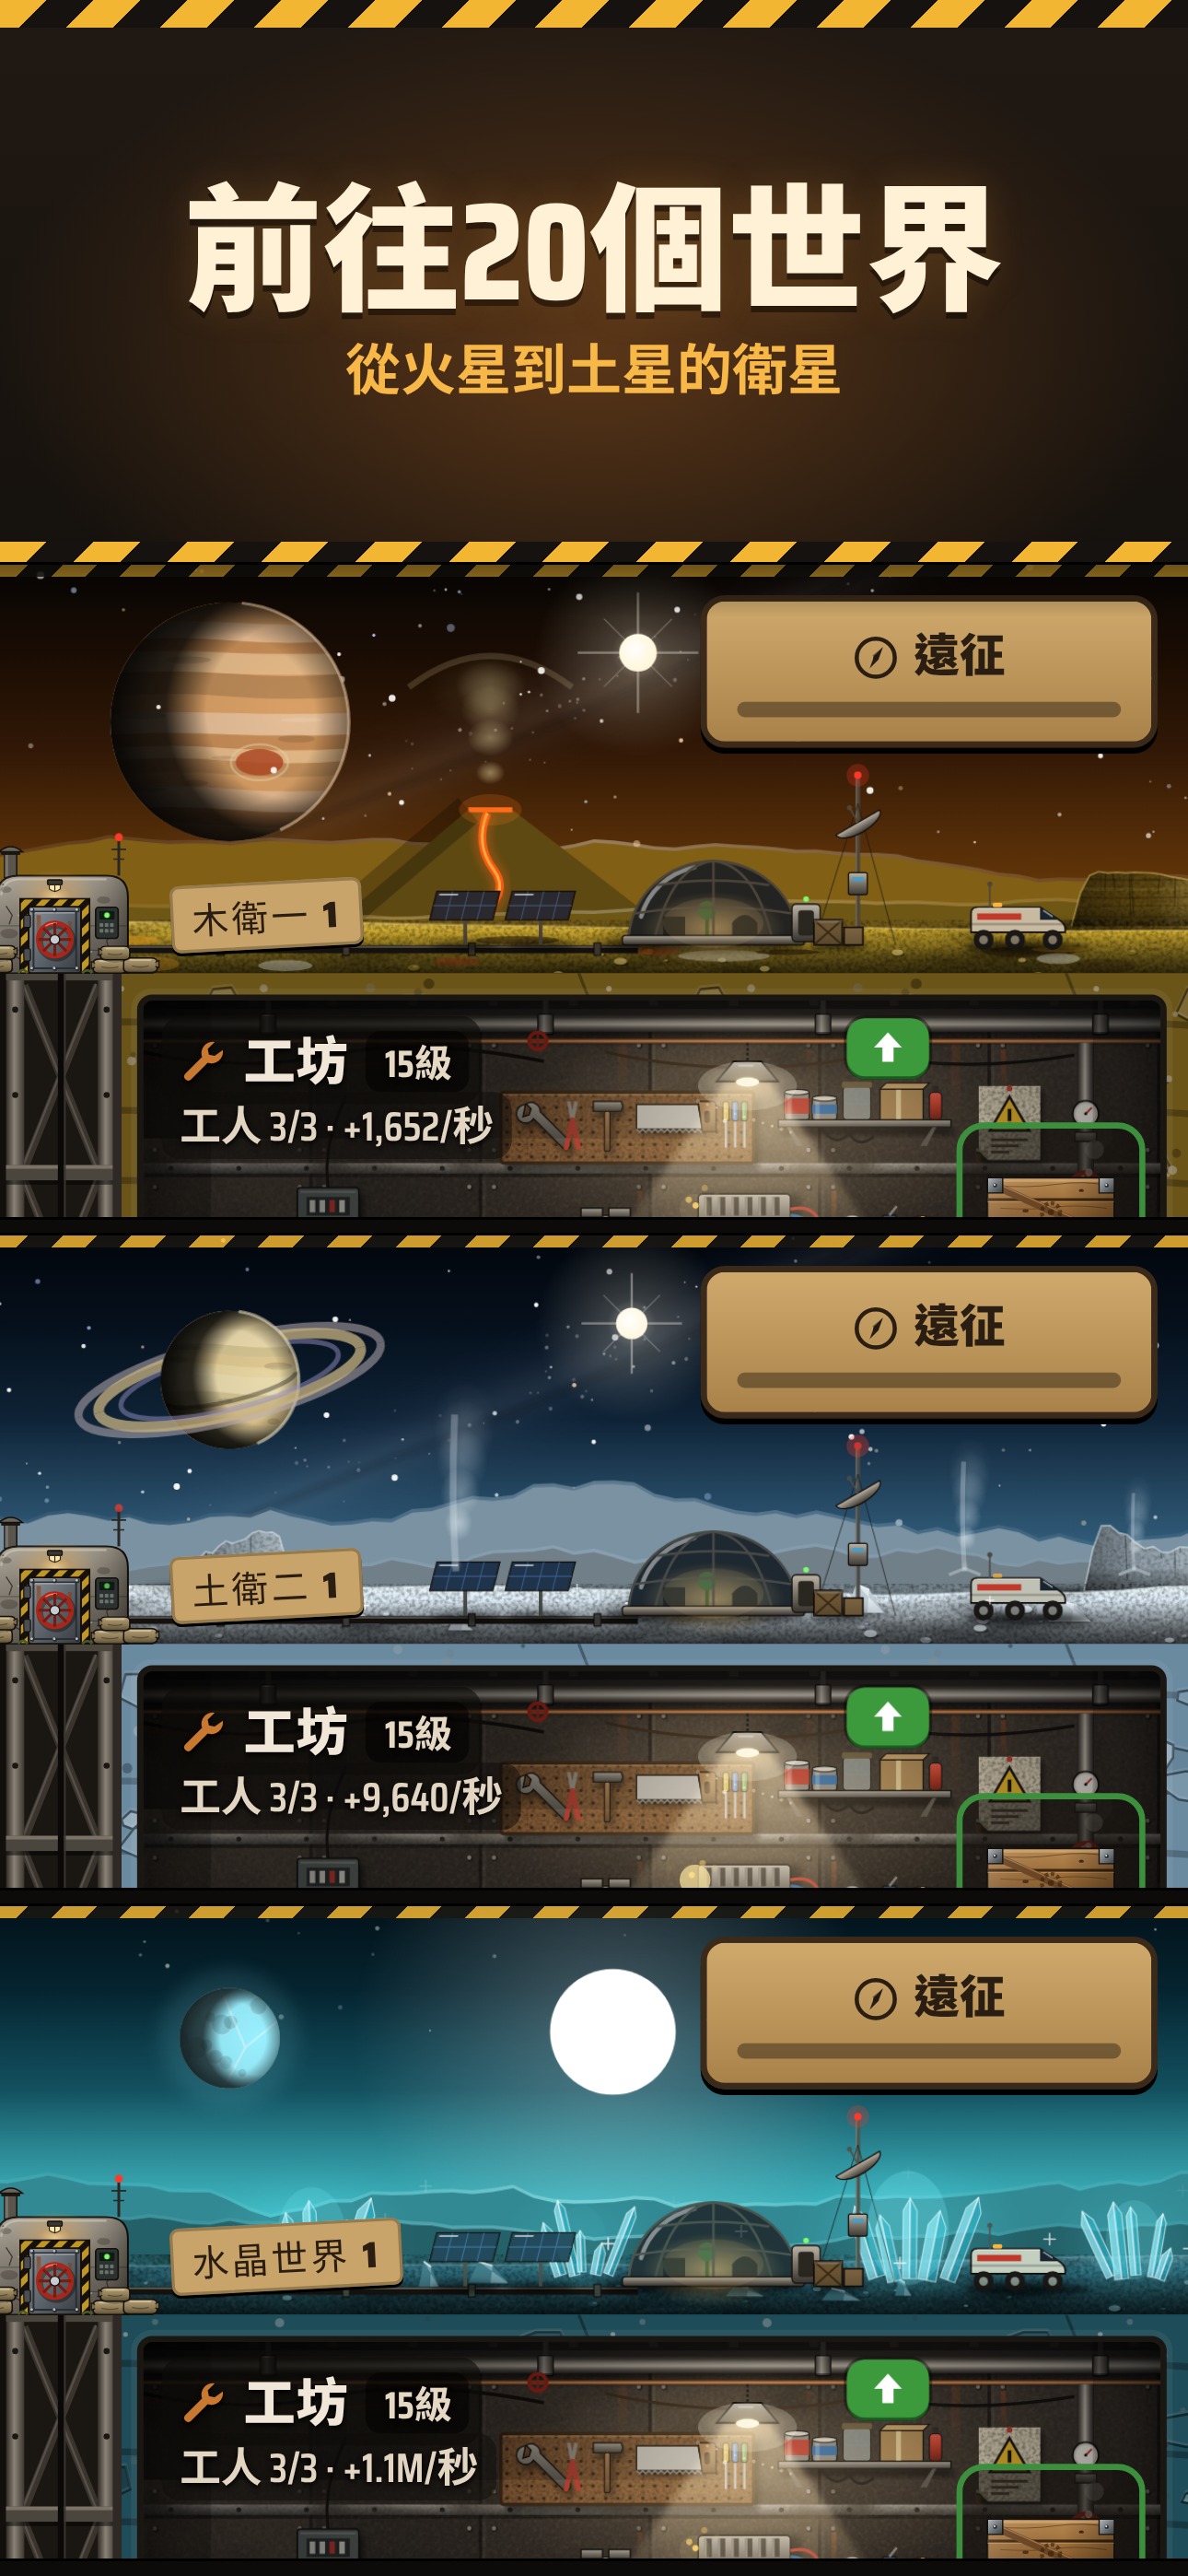 前往20個世界
從火星到土星的衛星
遠征
木衛一 1
工坊 15級
工人 3/3 · +1,652/秒
遠征
土衛二 1
工坊 15級
工人 3/3 · +9,640/秒
遠征
水晶世界 1
工坊 15級
工人 3/3 · +1.1M/秒